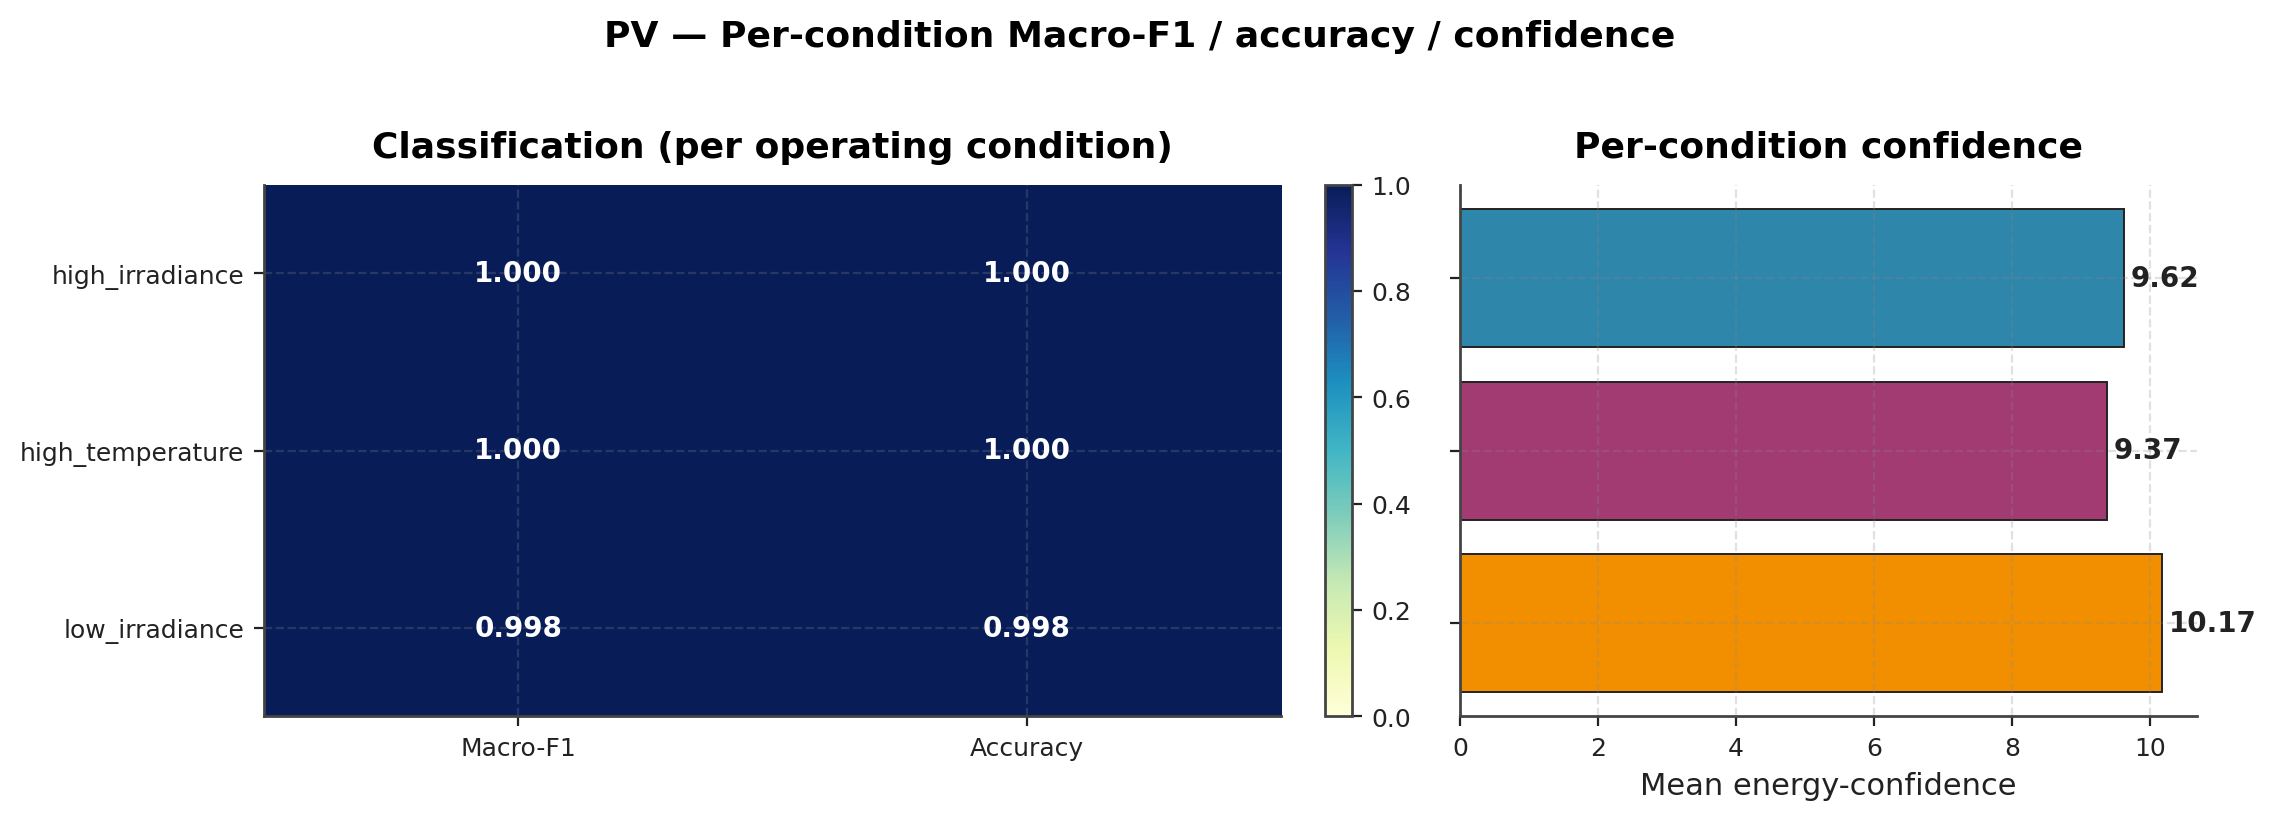 PV — Per-condition Macro-F1 / accuracy / confidence
Classification (per operating condition)
high_irradiance
1.000
1.000
high_temperature
1.000
1.000
low_irradiance
0.998
0.998
Macro-F1
Accuracy
1.0
0.8
0.6
0.4
0.2
0.0
Per-condition confidence
9.62
9.37
10.17
0
2
4
6
8
10
Mean energy-confidence